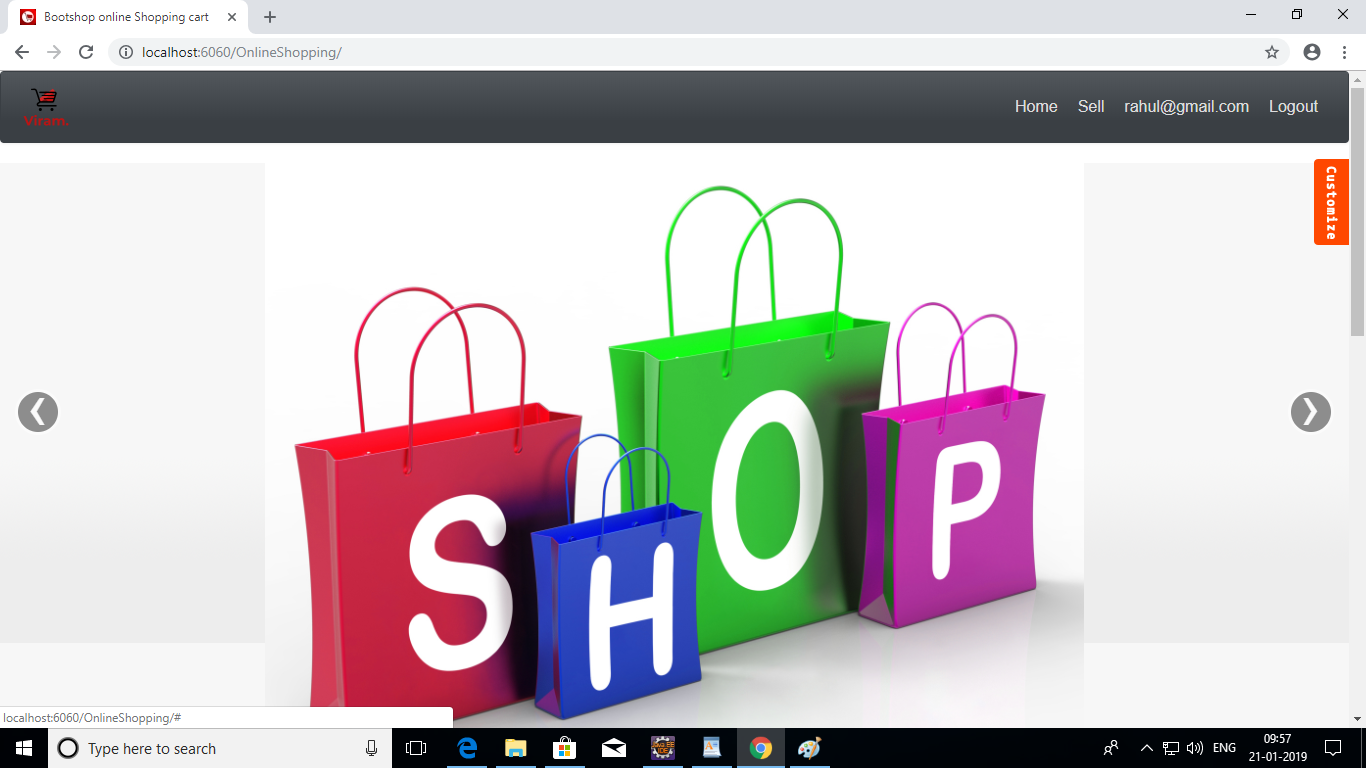 Bootshop online Shopping cart
localhost:6060/OnlineShopping/
Viram
Home Sell rahul@gmail.com Logout
Customize
S H O P
localhost:6060/OnlineShopping/#
Type here to search
ENG
09:57
21-01-2019